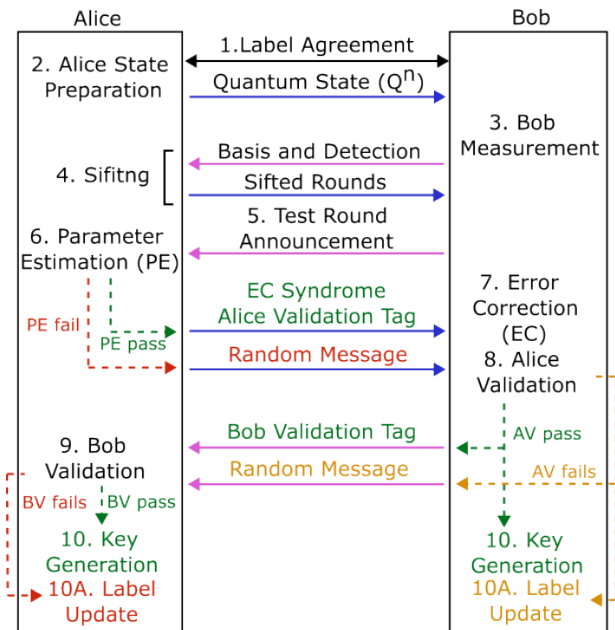 Alice
Bob
1.Label Agreement
2. Alice State
Preparation
Quantum State (Q^n)
3. Bob
Measurement
Basis and Detection
4. Sifitng
Sifted Rounds
5. Test Round
Announcement
6. Parameter
Estimation (PE)
7. Error
Correction
(EC)
EC Syndrome
Alice Validation Tag
PE fail
PE pass
Random Message
8. Alice
Validation
Bob Validation Tag
AV pass
9. Bob
Validation
Random Message
AV fails
BV fails
BV pass
10. Key
Generation
10A. Label
Update
10. Key
Generation
10A. Label
Update